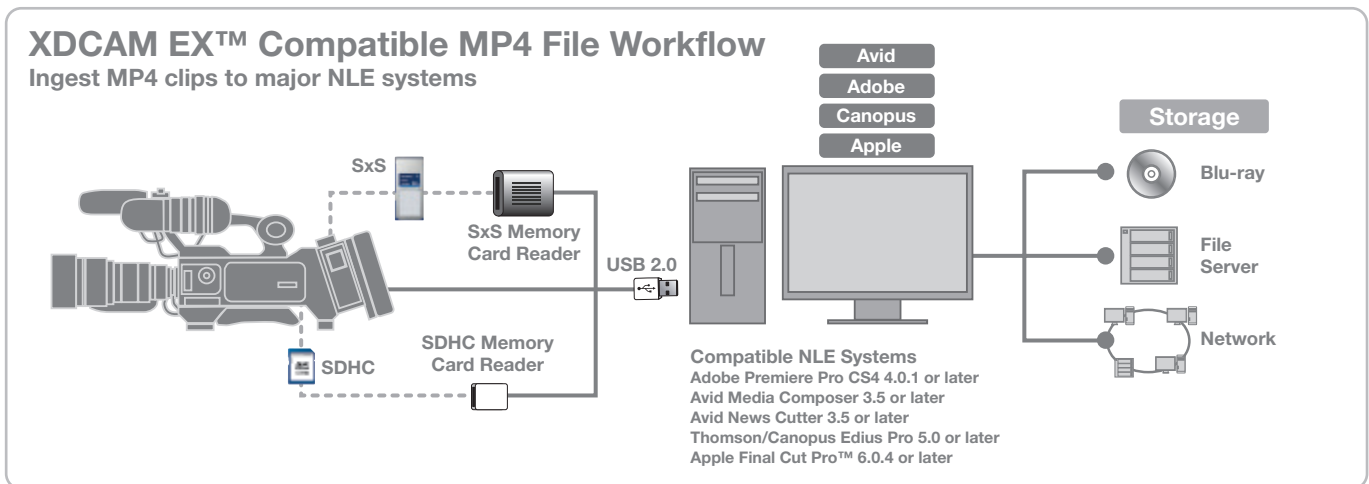 XDCAM EX™ Compatible MP4 File Workflow
Ingest MP4 clips to major NLE systems
Avid
Adobe
Canopus
Apple
Storage
SxS
SxS Memory
Card Reader
USB 2.0
SDHC Memory
Card Reader
SDHC
Blu-ray
File
Server
Network
Compatible NLE Systems
Adobe Premiere Pro CS4 4.0.1 or later
Avid Media Composer 3.5 or later
Avid News Cutter 3.5 or later
Thomson/Canopus Edius Pro 5.0 or later
Apple Final Cut Pro™ 6.0.4 or later